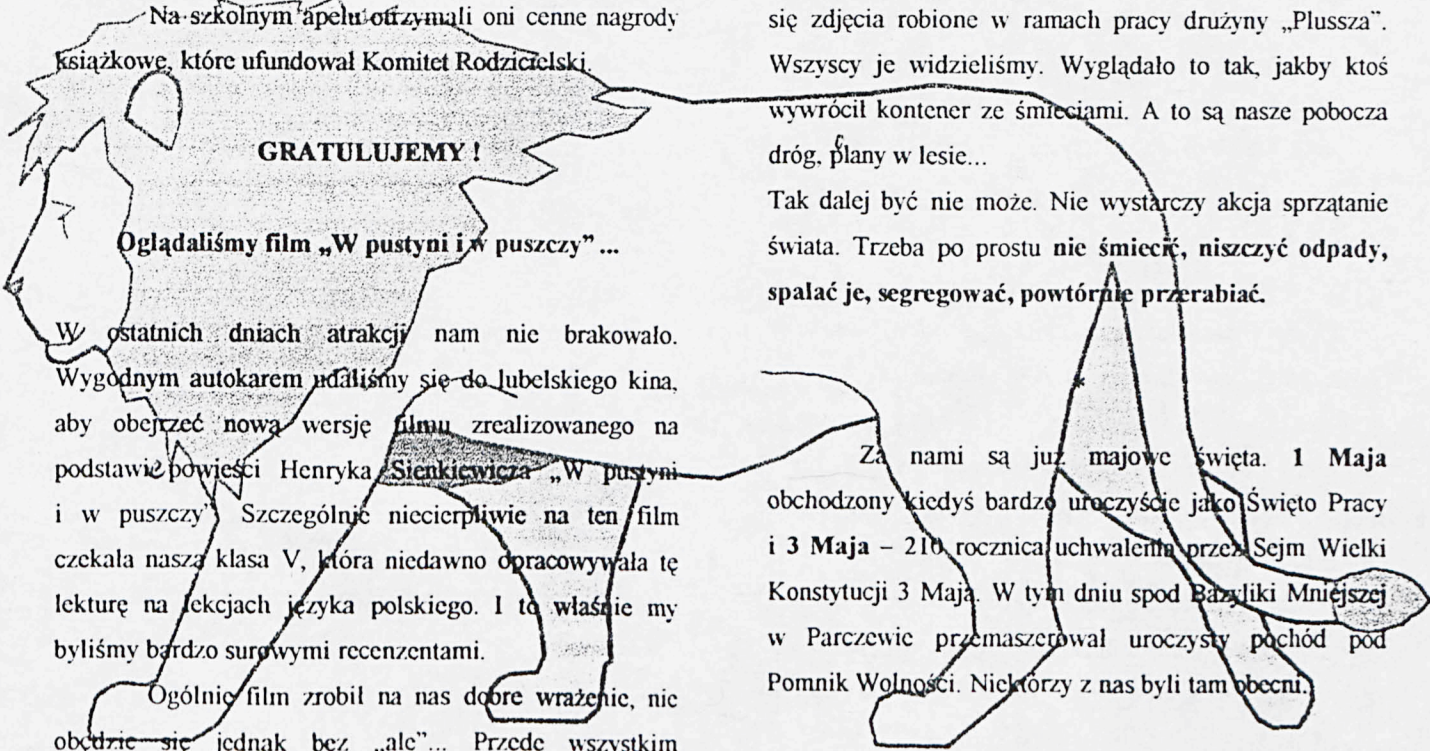 Na szkolnym apelu otrzymali oni cenne nagrody
książkowe, które ufundował Komitet Rodzicielski.
GRATULUJEMY !
Oglądaliśmy film „W pustyni i w puszczy” ...
W ostatnich dniach atrakcji nam nie brakowało.
Wygodnym autokarem udaliśmy się do lubelskiego kina,
aby obejrzeć nową wersję filmu zrealizowanego na
podstawie powieści Henryka Sienkiewicza „W pustyni
i w puszczy” Szczególnie niecierpliwie na ten film
czekała nasza klasa V, która niedawno opracowywała tę
lekturę na lekcjach języka polskiego. I to właśnie my
byliśmy bardzo surowymi recenzentami.
Ogólnie film zrobił na nas dobre wrażenie, nie
obędzie się jednak bez „ale”... Przede wszystkim
się zdjęcia robione w ramach pracy drużyny „Plussza”.
Wszyscy je widzieliśmy. Wyglądało to tak, jakby ktoś
wywrócił kontener ze śmieciami. A to są nasze pobocza
dróg, plany w lesie...
Tak dalej być nie może. Nie wystarczy akcja sprzątanie
świata. Trzeba po prostu nie śmiecić, niszczyć odpady,
spalać je, segregować, powtórnie przerabiać.
*
Za nami są już majowe święta. 1 Maja
obchodzony kiedyś bardzo uroczyście jako Święto Pracy
i 3 Maja – 210 rocznica uchwalenia przez Sejm Wielki
Konstytucji 3 Maja. W tym dniu spod Bazyliki Mniejszej
w Parczewie przemaszerował uroczysty pochód pod
Pomnik Wolności. Niektórzy z nas byli tam obecni.